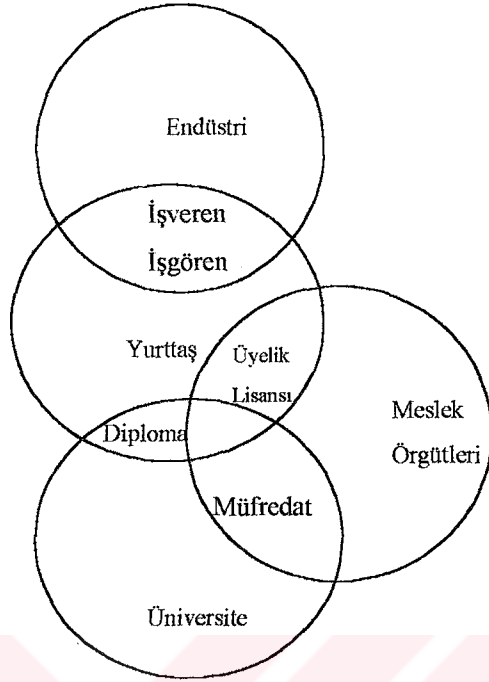 Endüstri
İşveren
İşgören
Yurttaş
Üyelik
Lisansı
Meslek
Örgütleri
Diploma
Müfredat
Üniversite